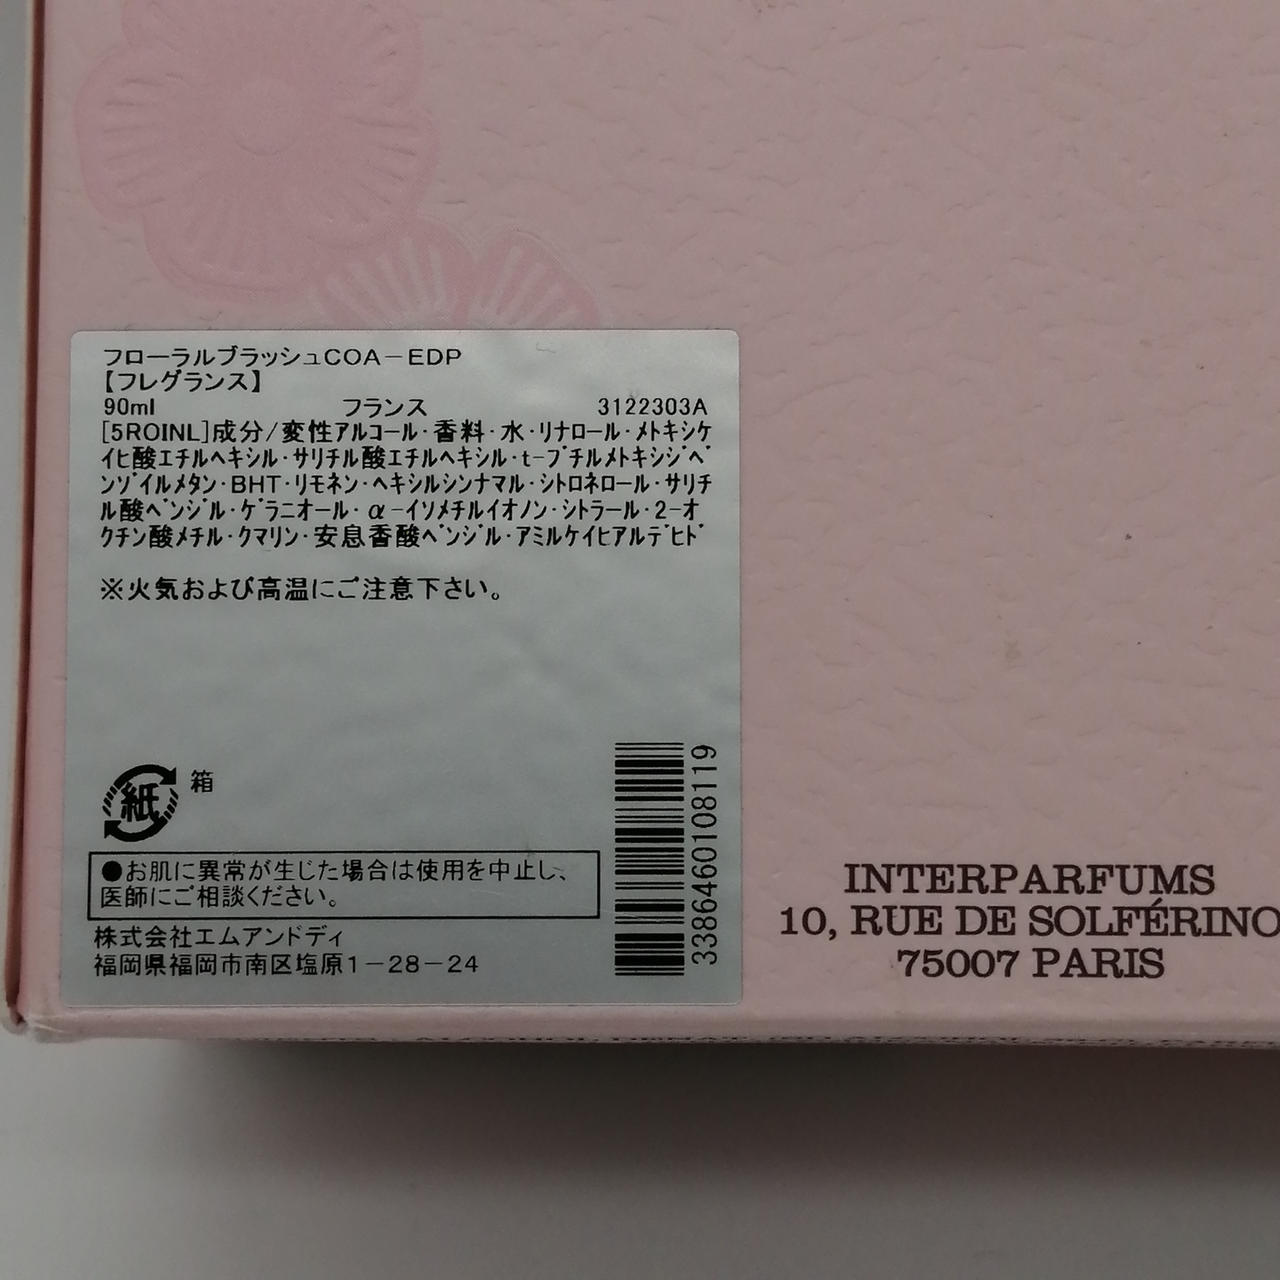 フローラルブラッシュCOA－EDP
【フレグランス】
90ml フランス 3122303A
[5ROINL]成分/変性アルコール･香料･水･リナロール･メトキシケ
イヒ酸エチルヘキシル･サリチル酸エチルヘキシル･t-ブチルメトキシジベ
ンゾイルメタン･BHT･リモネン･ヘキシルシンナマル･シトロネロール･サリチ
ル酸ベンジル･ゲラニオール･α-イソメチルイオノン･シトラール･2-オ
クチン酸メチル･クマリン･安息香酸ベンジル･アミルケイヒアルデヒド
※火気および高温にご注意下さい。
紙 箱
●お肌に異常が生じた場合は使用を中止し、
医師にご相談ください。
株式会社エムアンドディ
福岡県福岡市南区塩原1－28－24
3386460108119
INTERPARFUMS
10, RUE DE SOLFÉRINO
75007 PARIS